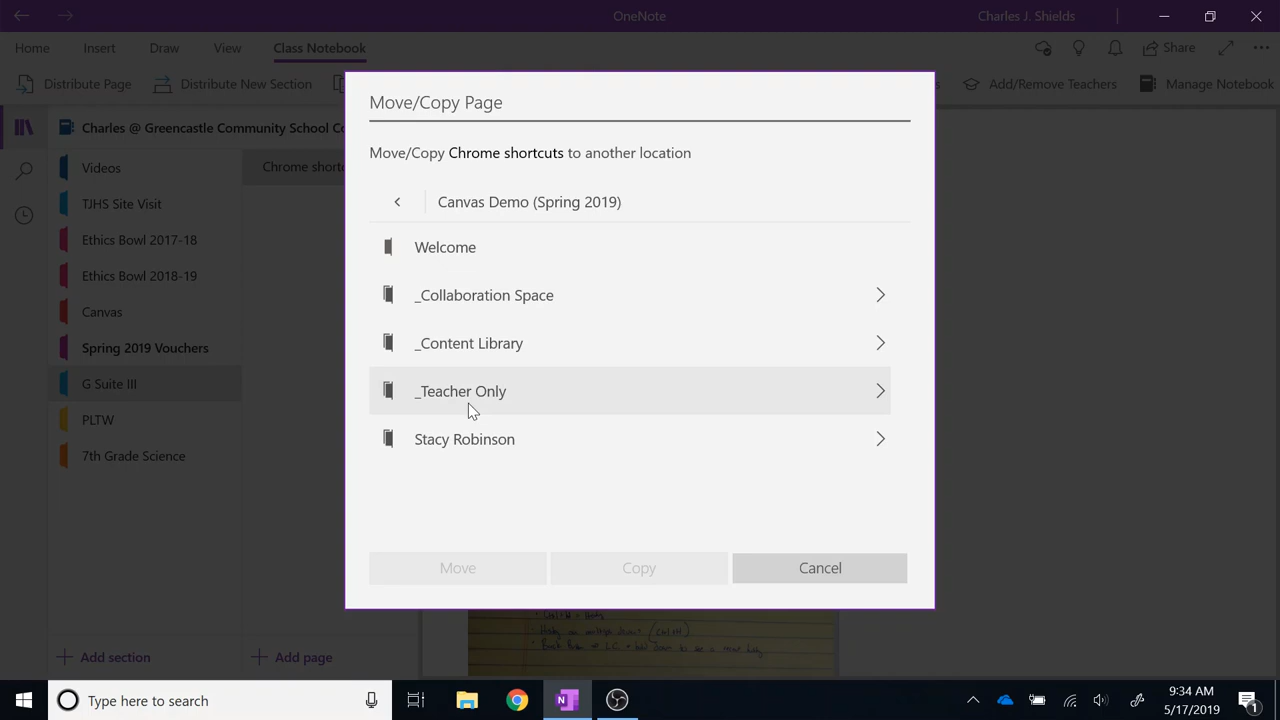 OneNote
Charles J. Shields
Home
Insert
Draw
View
Class Notebook
Share
Distribute Page
Distribute New Section
Add/Remove Teachers
Manage Notebook
Charles @ Greencastle Community School Co
Videos
TJHS Site Visit
Ethics Bowl 2017-18
Ethics Bowl 2018-19
Canvas
Spring 2019 Vouchers
G Suite III
PLTW
7th Grade Science
Add section
Chrome short
Add page
Move/Copy Page
Move/Copy Chrome shortcuts to another location
Canvas Demo (Spring 2019)
Welcome
_Collaboration Space
_Content Library
_Teacher Only
Stacy Robinson
Move
Copy
Cancel
Type here to search
9:34 AM
5/17/2019
1